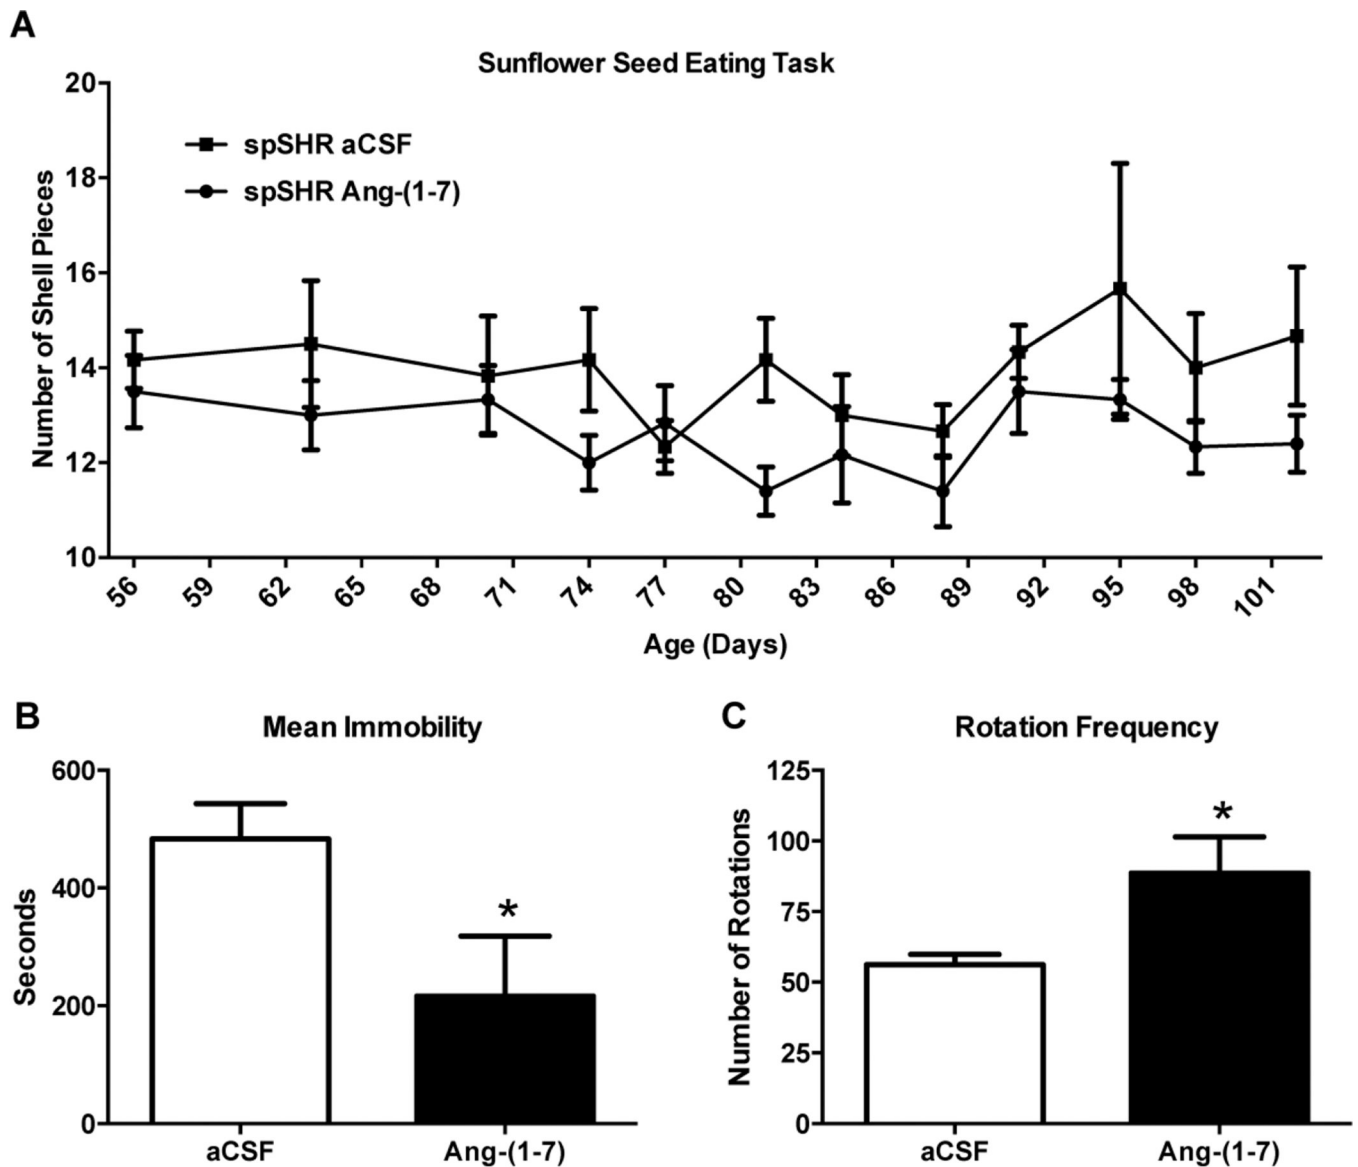 A
Sunflower Seed Eating Task
20
18
16
14
12
10
Number of Shell Pieces
spSHR aCSF
spSHR Ang-(1-7)
56 59 62 65 68 71 74 77 80 83 86 89 92 95 98 101
Age (Days)
B
Mean Immobility
600
400
200
0
Seconds
*
aCSF Ang-(1-7)
C
Rotation Frequency
125
100
75
50
25
0
Number of Rotations
*
aCSF Ang-(1-7)